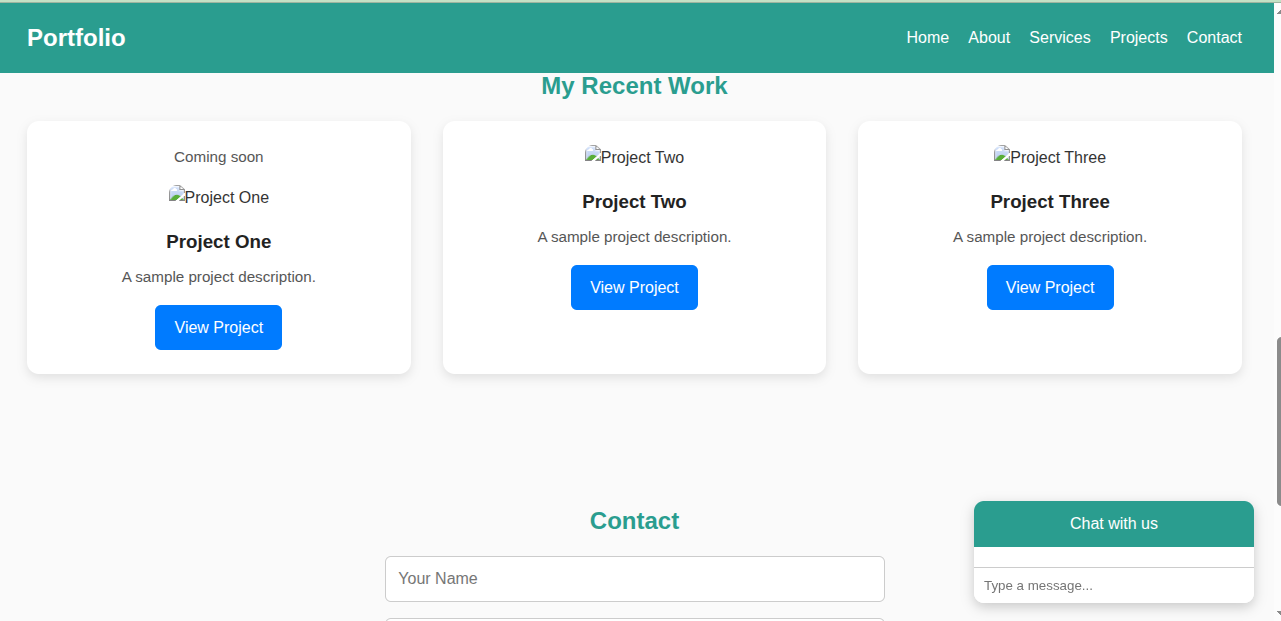 Portfolio
Home About Services Projects Contact
My Recent Work
Coming soon
Project One
Project One
A sample project description.
View Project
Project Two
Project Two
A sample project description.
View Project
Project Three
Project Three
A sample project description.
View Project
Contact
Your Name
Chat with us
Type a message...